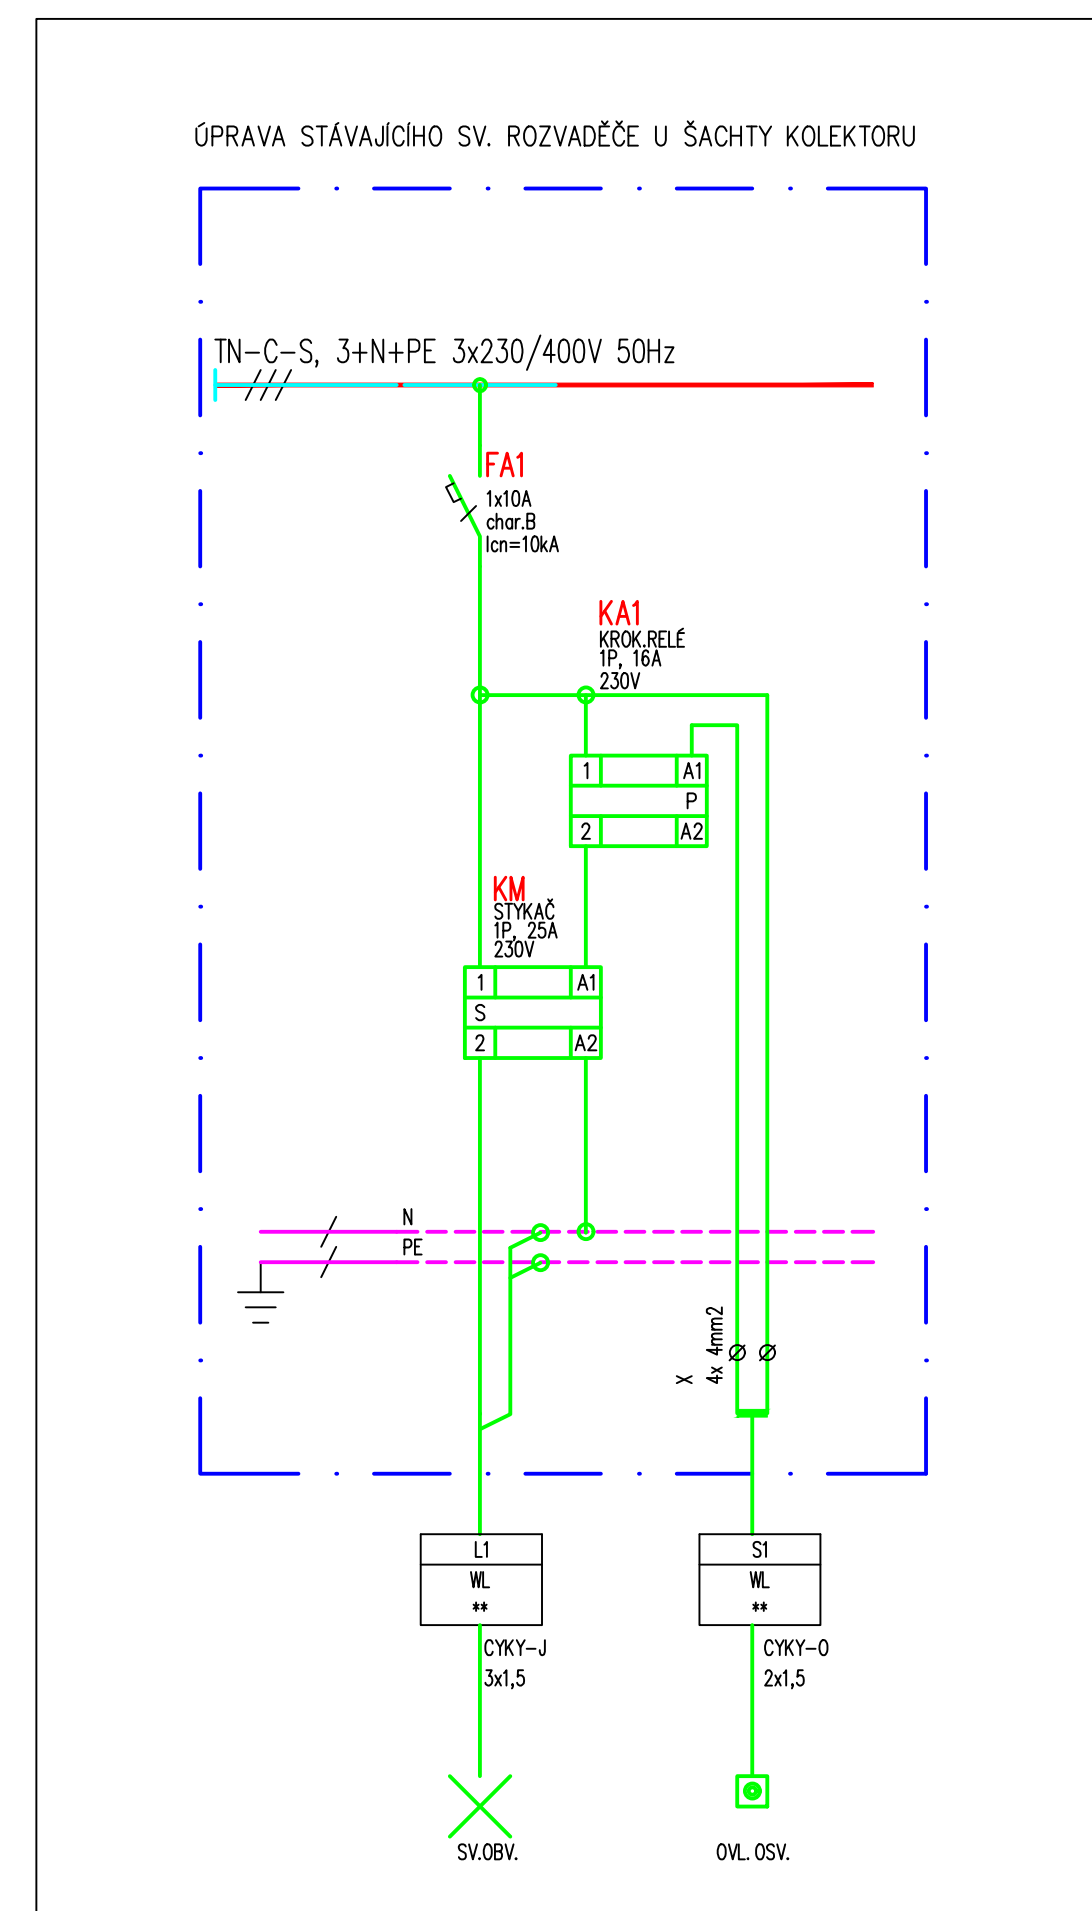 ÚPRAVA STÁVAJÍCÍHO SV. ROZVADĚČE U ŠACHTY KOLEKTORU
TN-C-S, 3+N+PE 3x230/400V 50Hz
FA1
1x10A
char.B
Icn=10kA
KA1
KROK.RELÉ
1P, 16A
230V
1 A1
P
2 A2
KM
STYKAČ
1P, 25A
230V
1 A1
S
2 A2
N
PE
X
4x 4mm2
L1
WL
**
CYKY-J
3x1,5
SV.OBV.
S1
WL
**
CYKY-O
2x1,5
OVL. OSV.